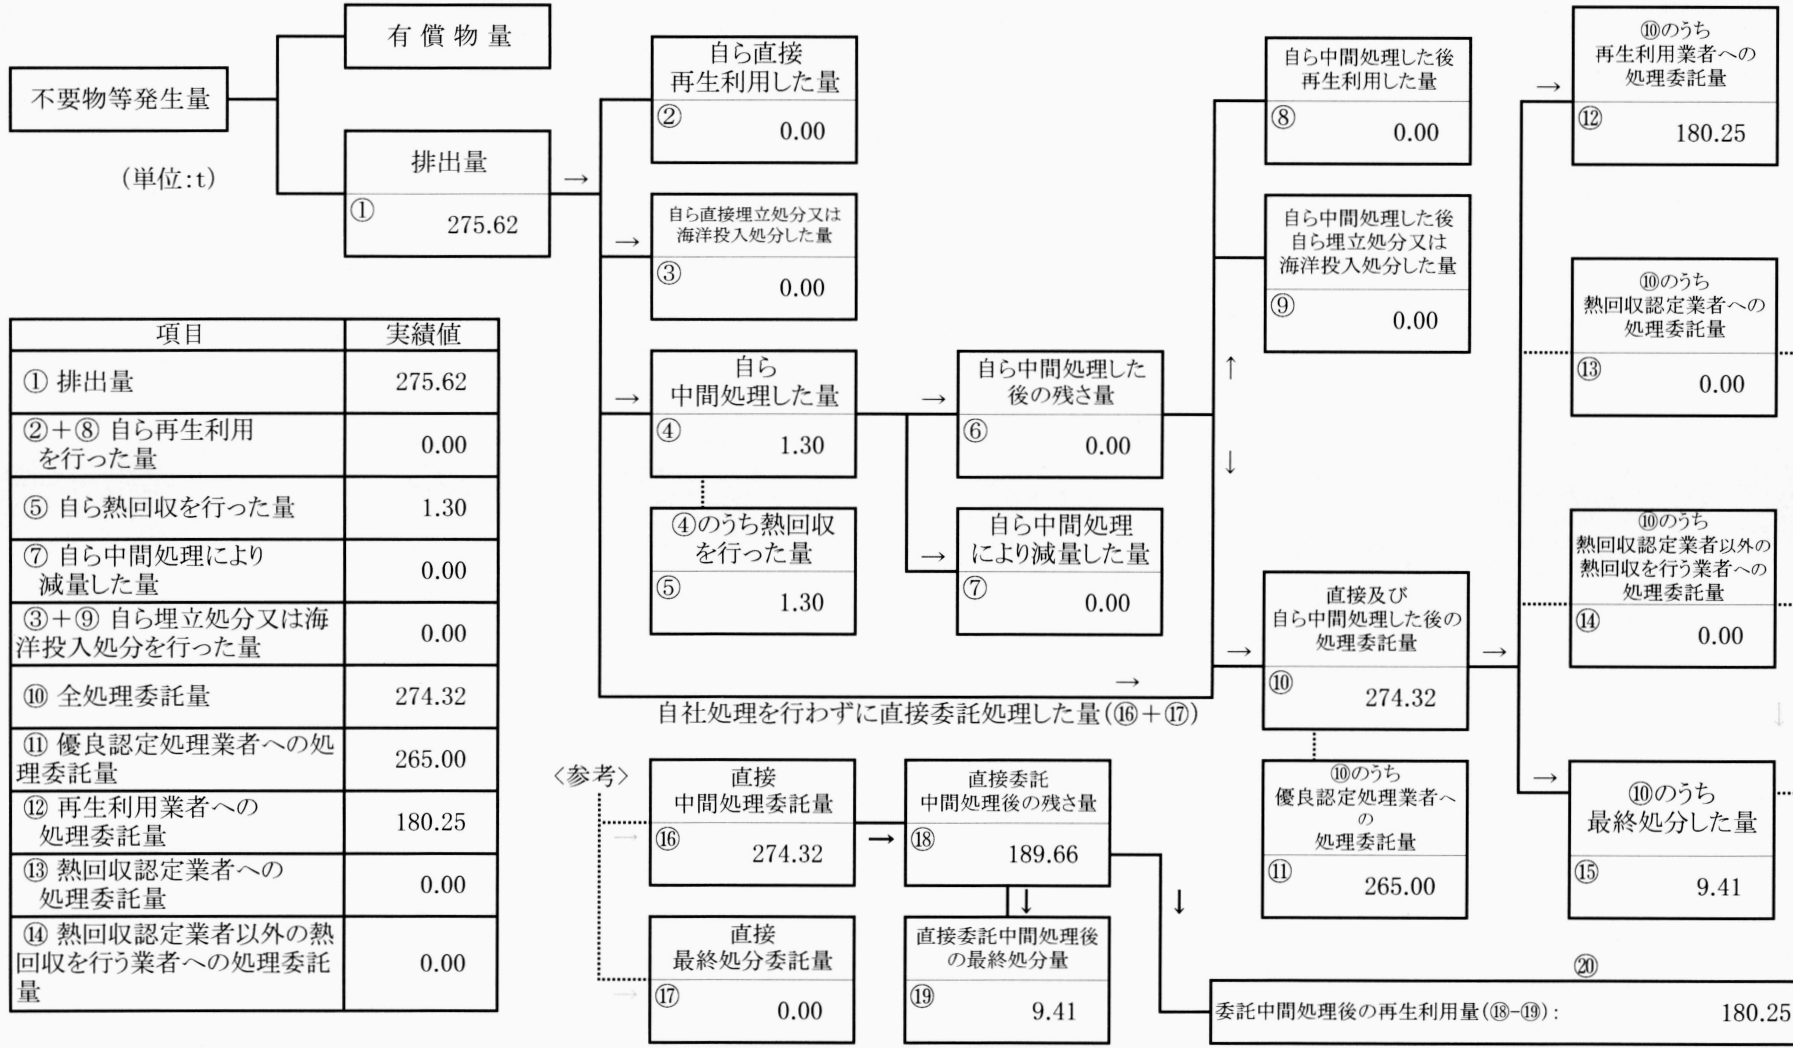 有償物量
不要物等発生量
(単位:t)
排出量
①
275.62
→
自ら直接
再生利用した量
②
0.00
→
自ら直接埋立処分又は
海洋投入処分した量
③
0.00
→
自ら
中間処理した量
④
1.30
④のうち熱回収
を行った量
⑤
1.30
→
自ら中間処理した
後の残さ量
⑥
0.00
→
自ら中間処理
により減量した量
⑦
0.00
自ら中間処理した後
再生利用した量
⑧
0.00
自ら中間処理した後
自ら埋立処分又は
海洋投入処分した量
⑨
0.00
↑
↓
→
自社処理を行わずに直接委託処理した量(⑯+⑰)
→
直接及び
自ら中間処理した後の
処理委託量
⑩
274.32
⑩のうち
優良認定処理業者へ
の
処理委託量
⑪
265.00
→
→
⑩のうち
再生利用業者への
処理委託量
⑫
180.25
⑩のうち
熱回収認定業者への
処理委託量
⑬
0.00
⑩のうち
熱回収認定業者以外の
熱回収を行う業者への
処理委託量
⑭
0.00
↓
→
⑩のうち
最終処分した量
⑮
9.41
項目 実績値
① 排出量 275.62
②+⑧ 自ら再生利用
を行った量 0.00
⑤ 自ら熱回収を行った量 1.30
⑦ 自ら中間処理により
減量した量 0.00
③+⑨ 自ら埋立処分又は海
洋投入処分を行った量 0.00
⑩ 全処理委託量 274.32
⑪ 優良認定処理業者への処
理委託量 265.00
⑫ 再生利用業者への
処理委託量 180.25
⑬ 熱回収認定業者への
処理委託量 0.00
⑭ 熱回収認定業者以外の熱
回収を行う業者への処理委託
量 0.00
〈参考〉
→
直接
中間処理委託量
⑯
274.32
→
直接
最終処分委託量
⑰
0.00
→
直接委託
中間処理後の残さ量
⑱
189.66
↓
直接委託中間処理後
の最終処分量
⑲
9.41
↓
⑳
委託中間処理後の再生利用量(⑱-⑲): 180.25